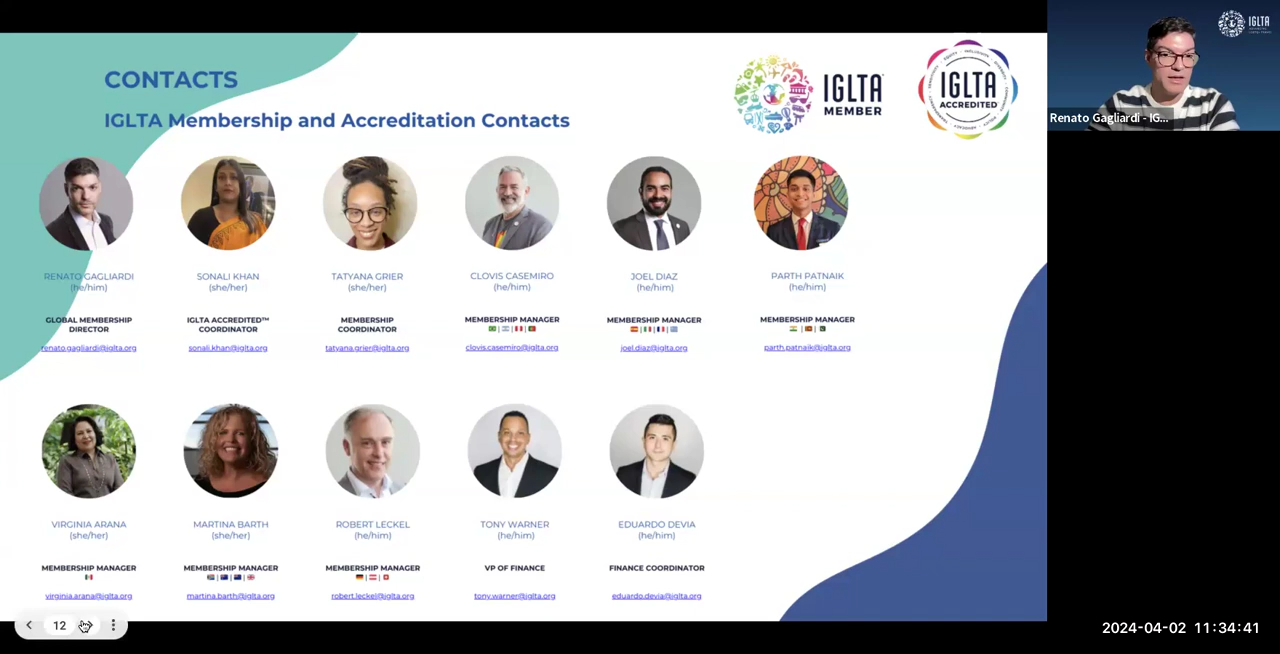 CONTACTS
IGLTA Membership and Accreditation Contacts
IGLTA
MEMBER
IGLTA
ACCREDITED
IGLTA
Renato Gagliardi - IG...
RENATO GAGLIARDI
(he/him)
GLOBAL MEMBERSHIP
DIRECTOR
renato.gagliardi@iglta.org
SONALI KHAN
(she/her)
IGLTA ACCREDITED™
COORDINATOR
sonali.khan@iglta.org
TATYANA GRIER
(she/her)
MEMBERSHIP
COORDINATOR
tatyana.grier@iglta.org
CLOVIS CASEMIRO
(he/him)
MEMBERSHIP MANAGER
clovis.casemiro@iglta.org
JOEL DIAZ
(he/him)
MEMBERSHIP MANAGER
joel.diaz@iglta.org
PARTH PATNAIK
(he/him)
MEMBERSHIP MANAGER
parth.patnaik@iglta.org
VIRGINIA ARANA
(she/her)
MEMBERSHIP MANAGER
virginia.arana@iglta.org
MARTINA BARTH
(she/her)
MEMBERSHIP MANAGER
martina.barth@iglta.org
ROBERT LECKEL
(he/him)
MEMBERSHIP MANAGER
robert.leckel@iglta.org
TONY WARNER
(he/him)
VP OF FINANCE
tony.warner@iglta.org
EDUARDO DEVIA
(he/him)
FINANCE COORDINATOR
eduardo.devia@iglta.org
12
2024-04-02 11:34:41